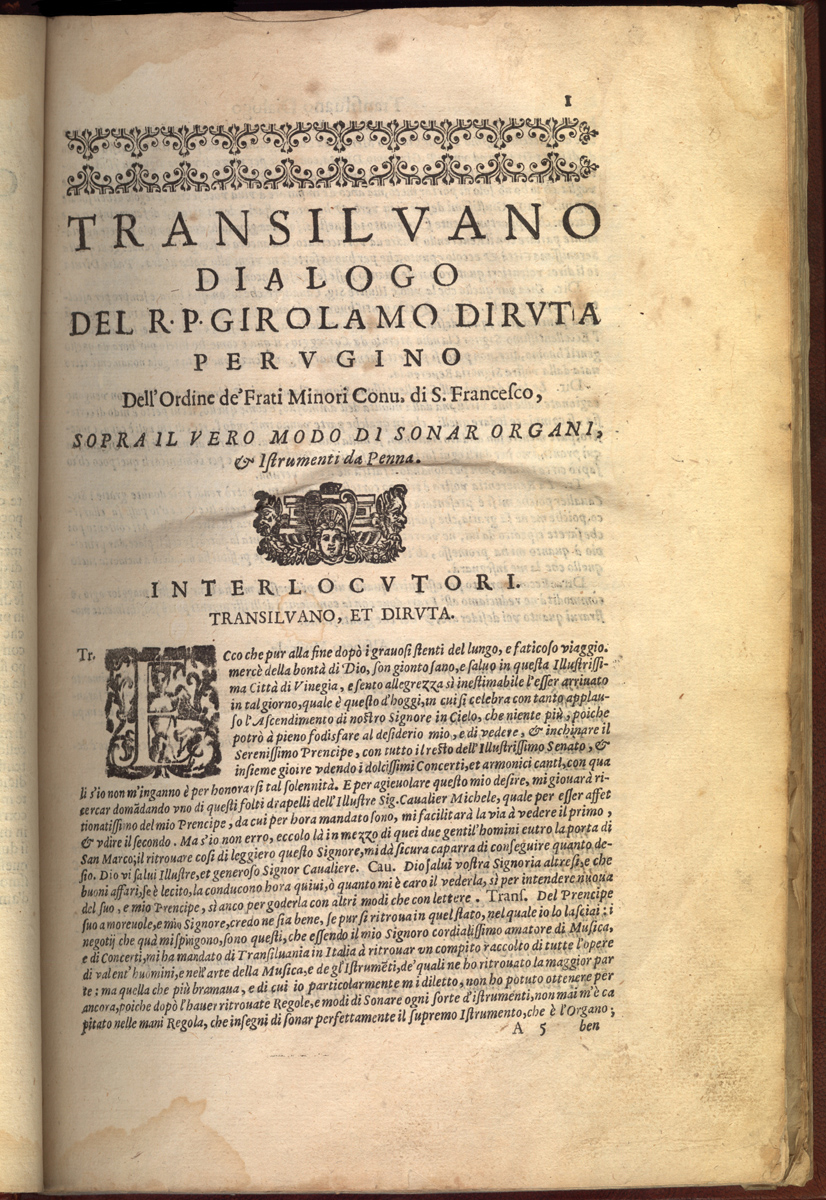 1
TRANSILVANO
DIALOGO
DEL R·P·GIROLAMO DIRVTA
PERVGINO
Dell'Ordine de' Frati Minori Conu. di S. Franceſco,
SOPRA IL VERO MODO DI SONAR ORGANI,
& Iſtrumenti da Penna.
INTERLOCVTORI.
TRANSILVANO, ET DIRVTA.
Tr. ECco che pur alla fine dopò i grauoſi ſtenti del lungo, e faticoſo viaggio.
mercè della bontà di Dio, ſon gionto ſano, e ſaluo in queſta Illuſtriſſi-
ma Città di Vinegia, e ſento allegrezza sì ineſtimabile l'eſſer arriuato
in tal giorno, quale è queſto d'hoggi, in cui ſi celebra con tanto applau-
ſo l'Aſcendimento di noſtro Signore in Cielo, che niente più, poiche
potrò à pieno ſodisfare al deſiderio mio, e di vedere, & inchinare il
Sereniſſimo Prencipe, con tutto il reſto dell'Illuſtriſſimo Senato, &
inſieme gioire vdendo i dolciſſimi Concerti, et armonici canti, con qua
li s'io non m'inganno è per honorarſi tal ſolennità. E per ageuolare queſto mio deſire, mi giouarà ri-
cercar domãdando vno di queſti folti drapelli dell'Illuſtre Sig. Caualier Michele, quale per eſſer affet
tionatiſſimo del mio Prencipe, da cui per hora mandato ſono, mi facilitarà la via à vedere il primo,
& vdire il ſecondo. Ma s'io non erro, eccolo là in mezzo di quei due gentil'homini eutro la porta di
San Marco; il ritrouare coſi di leggiero queſto Signore, mi dà ſicura caparra di conſeguire quanto de-
ſio. Dio vi ſalui Illuſtre, et generoſo Signor Caualiere. Cau. Dio ſalui voſtra Signoria altresì, e che
buoni affari, ſe è lecito, la conducono hora quiui, ò quanto mi è caro il vederla, sì per intendere nuoua
del ſuo, e mio Prencipe, sì anco per goderla con altri modi che con lettere. Tranſ. Del Prencipe
ſuo amoreuole, e mio Signore, credo ne ſia bene, ſe pur ſi ritroua in quel ſtato, nel quale io lo laſciai; i
negotij che quà mi ſpingono, ſono queſti, che eſſendo il mio Signoro cordialiſſimo amatore di Muſica,
e di Concerti, mi ha mandato di Tranſiluania in Italia à ritrouar vn compito raccolto di tutte l'opere
di valent'huomini, e nell'arte della Muſica, e de gl'Iſtrumẽti, de' quali ne ho ritrouato la maggior par
te: ma quella che più bramaua, e di cui io particolarmente mi diletto, non ho potuto ottenere per
ancora, poiche dopò l'hauer ritrouate Regole, e modi di Sonare ogni ſorte d'iſtrumenti, non mai m'è ca
pitato nelle mani Regola, che inſegni di ſonar perfettamente il ſupremo Iſtrumento, che è l'Organo;
A 5 ben